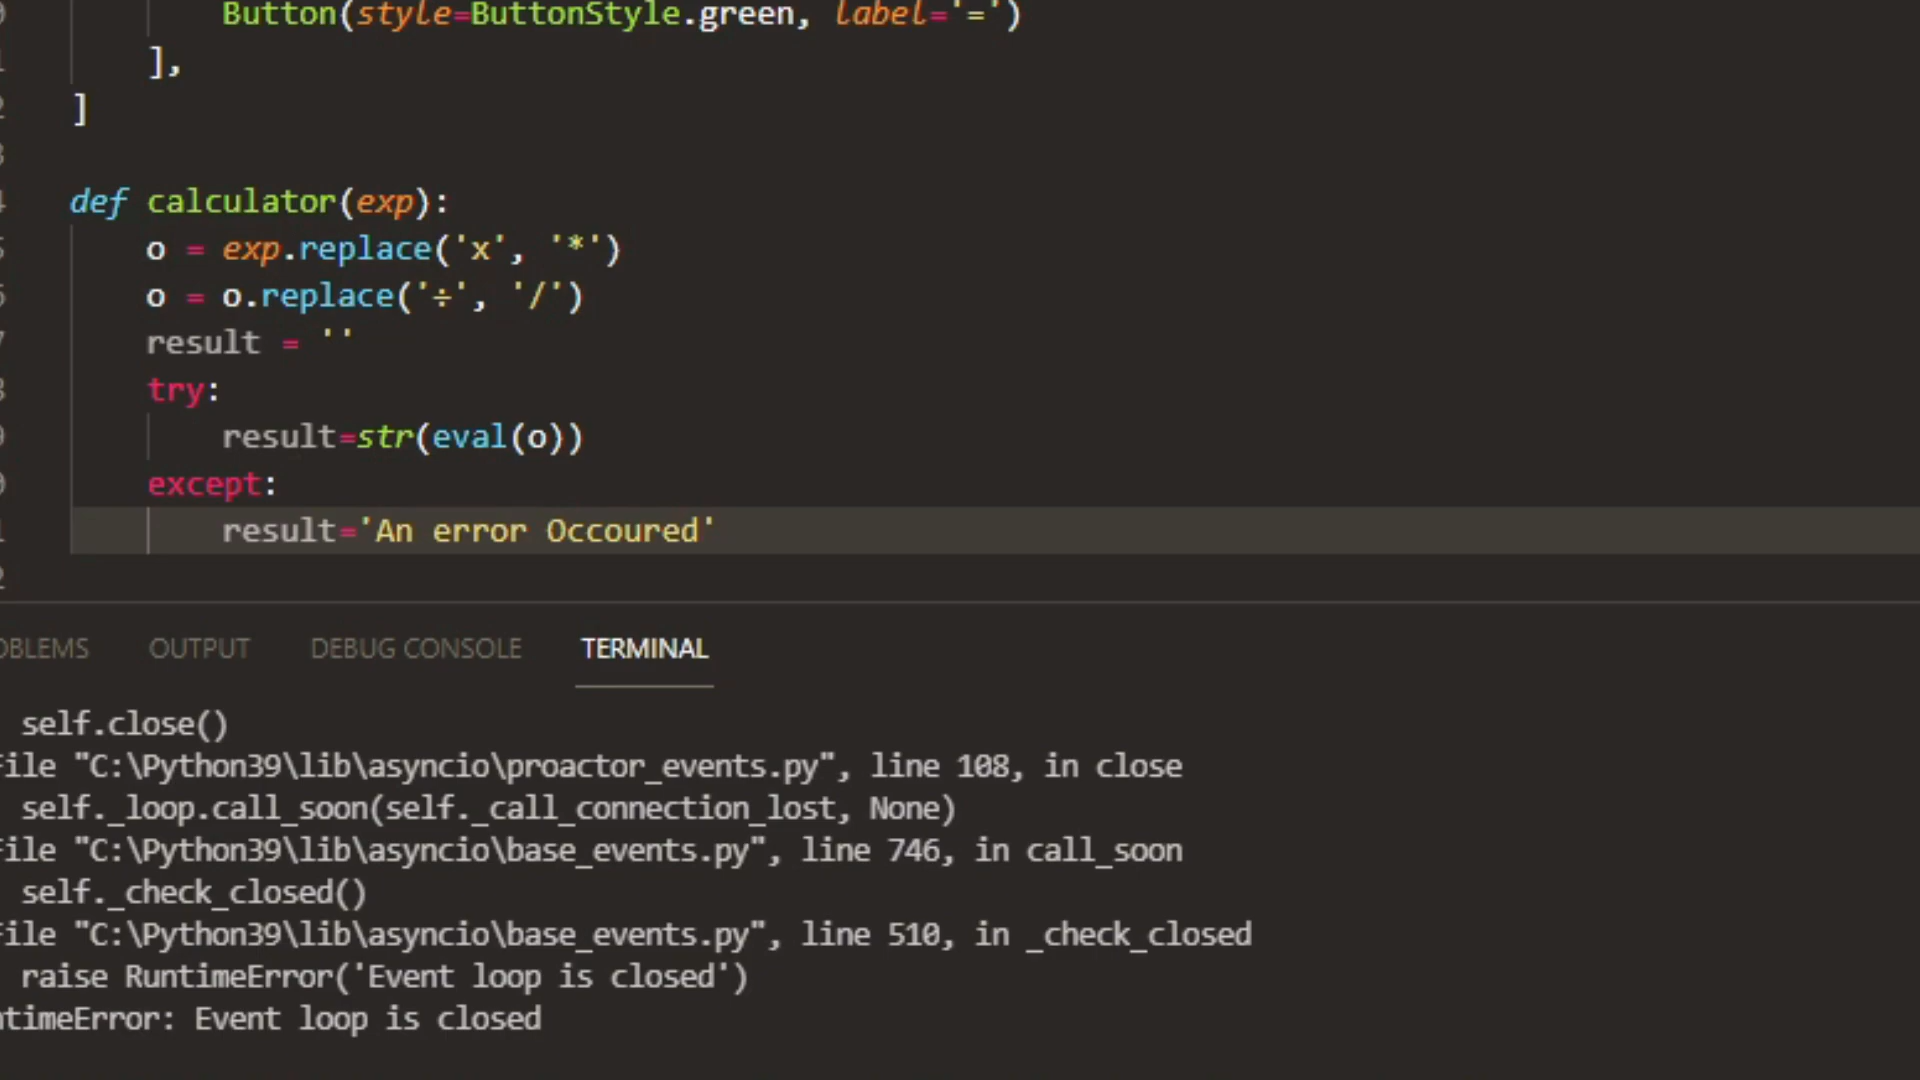 Button(style=ButtonStyle.green, label='=')
],
]
def calculator(exp):
o = exp.replace('x', '*')
o = o.replace('÷', '/')
result = ''
try:
result=str(eval(o))
except:
result='An error Occoured'
OBLEMS OUTPUT DEBUG CONSOLE TERMINAL
self.close()
File "C:\Python39\lib\asyncio\proactor_events.py", line 108, in close
self._loop.call_soon(self._call_connection_lost, None)
File "C:\Python39\lib\asyncio\base_events.py", line 746, in call_soon
self._check_closed()
File "C:\Python39\lib\asyncio\base_events.py", line 510, in _check_closed
raise RuntimeError('Event loop is closed')
ntimeError: Event loop is closed